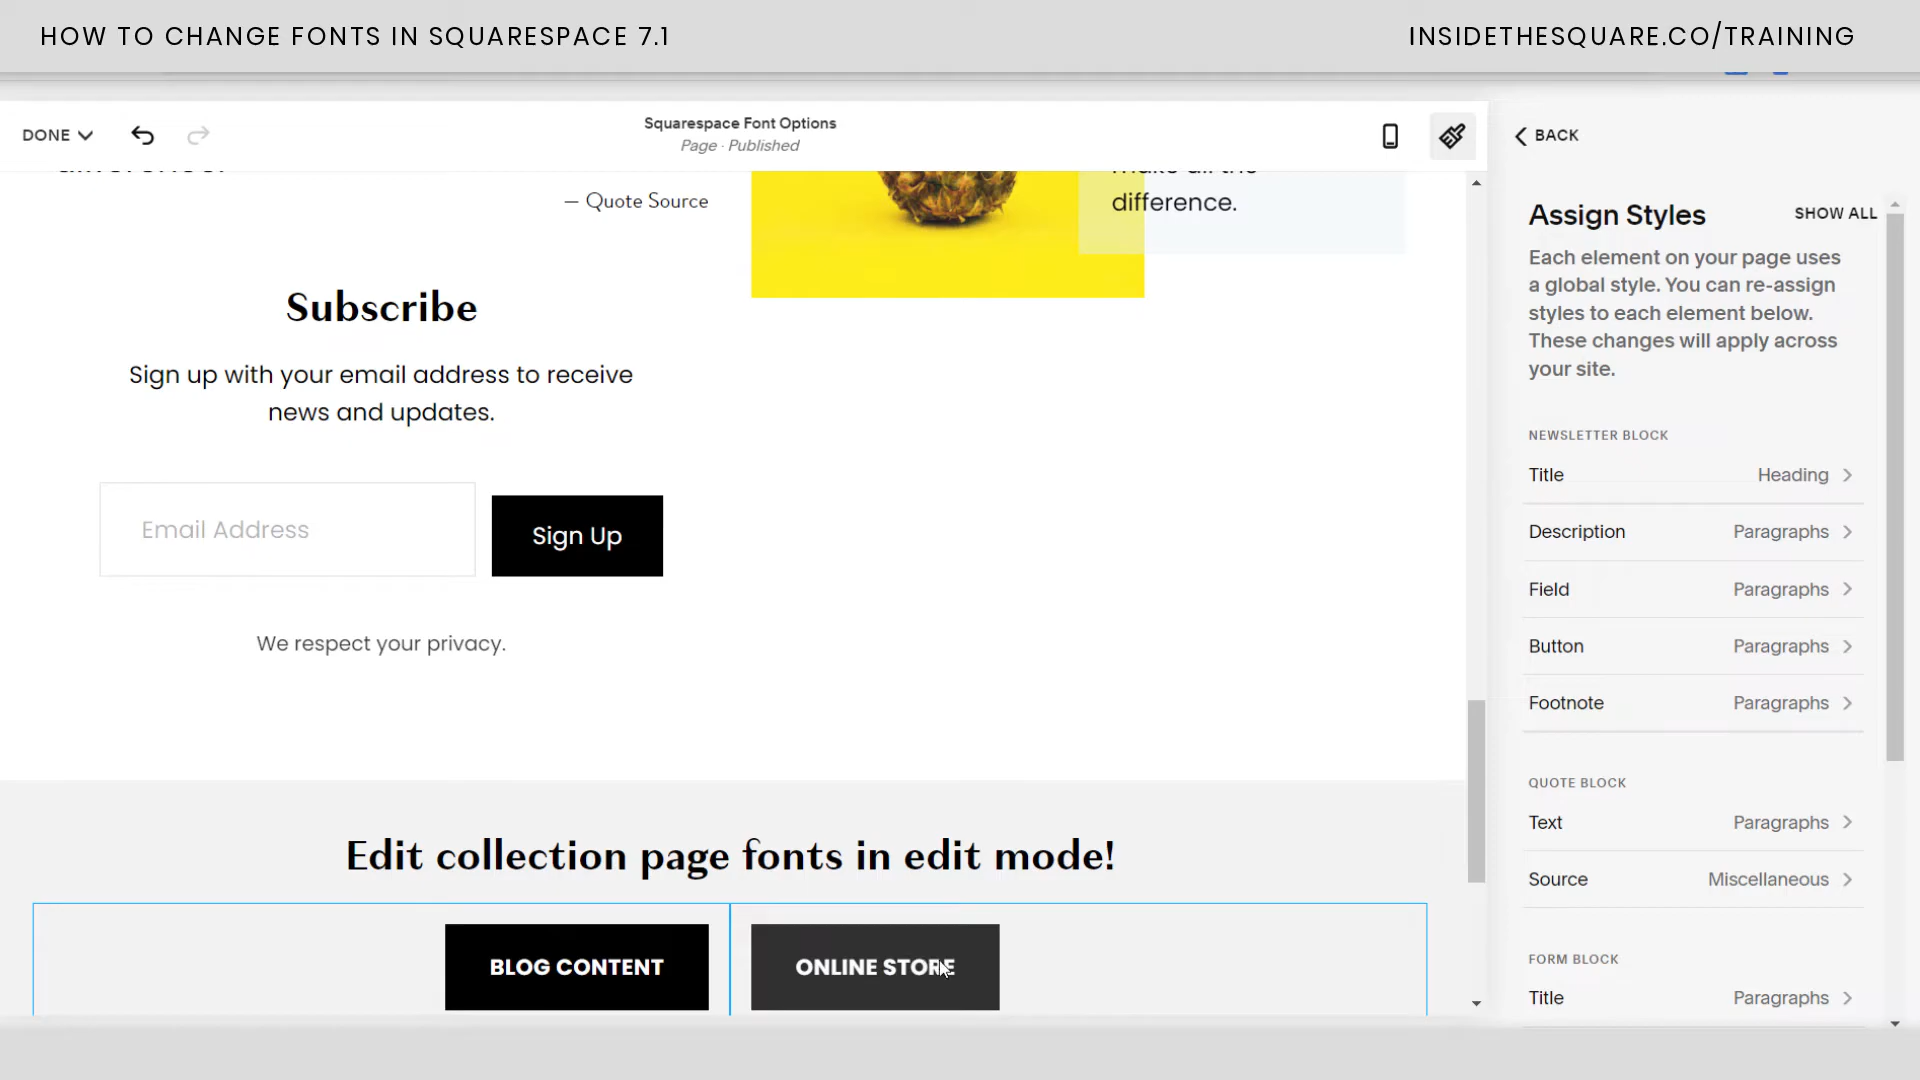 HOW TO CHANGE FONTS IN SQUARESPACE 7.1
INSIDETHESQUARE.CO/TRAINING
DONE
Squarespace Font Options
Page · Published
BACK
— Quote Source
difference.
Subscribe
Sign up with your email address to receive
news and updates.
Email Address
Sign Up
We respect your privacy.
Edit collection page fonts in edit mode!
BLOG CONTENT
ONLINE STORE
Assign Styles
SHOW ALL
Each element on your page uses
a global style. You can re-assign
styles to each element below.
These changes will apply across
your site.
NEWSLETTER BLOCK
Title Heading
Description Paragraphs
Field Paragraphs
Button Paragraphs
Footnote Paragraphs
QUOTE BLOCK
Text Paragraphs
Source Miscellaneous
FORM BLOCK
Title Paragraphs